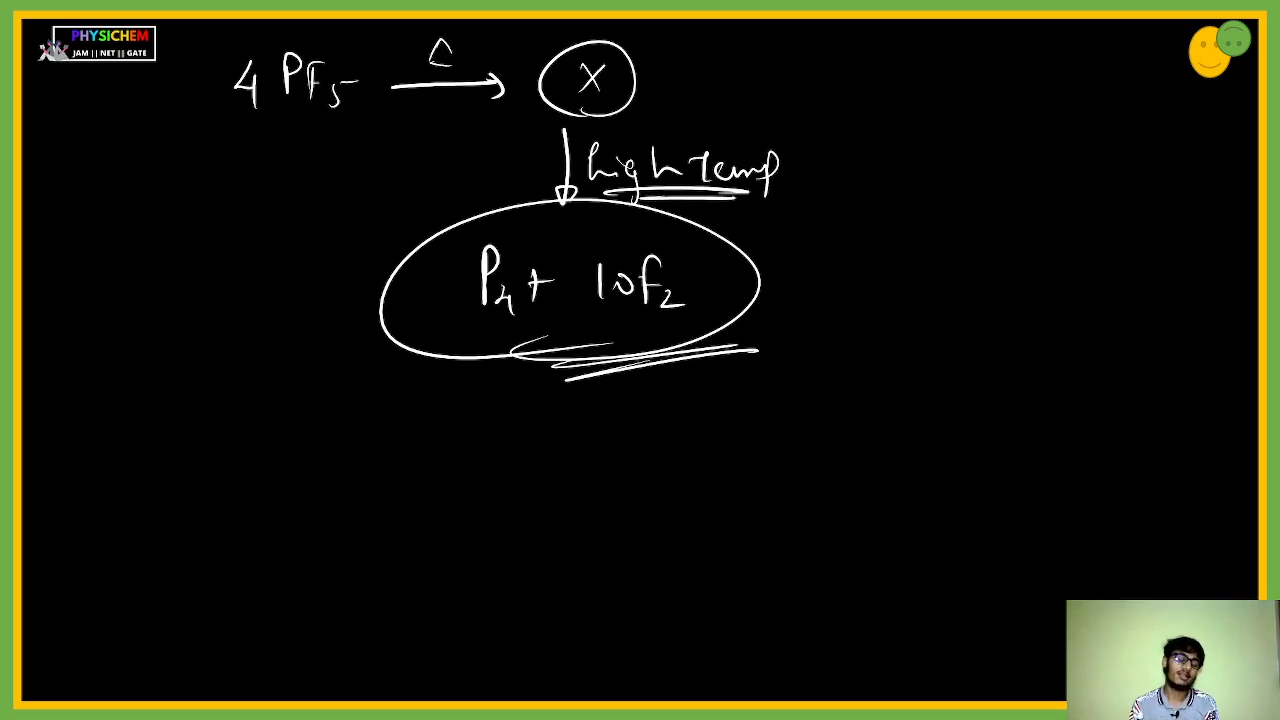 PHYSICHEM
JAM || NET || GATE
4 PF₅ —Δ→ X
high Temp
P₄ + 10F₂